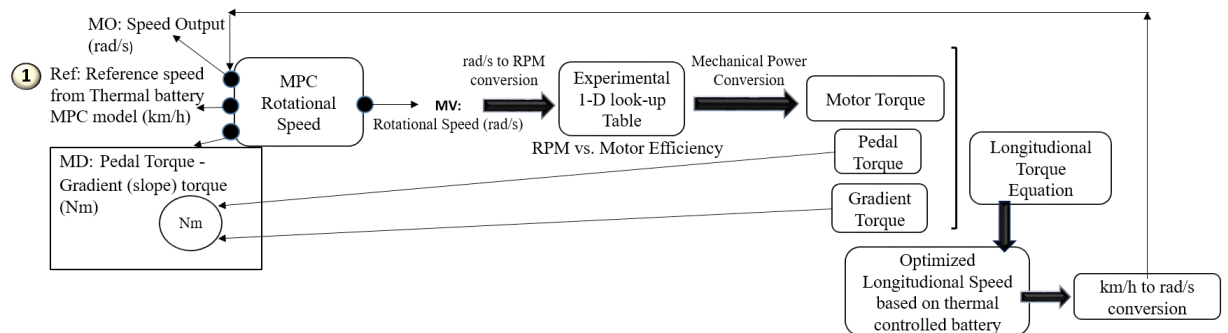 MO: Speed Output
(rad/s)
1
Ref: Reference speed
from Thermal battery
MPC model (km/h)
MPC
Rotational
Speed
MV:
Rotational Speed (rad/s)
rad/s to RPM
conversion
Experimental
1-D look-up
Table
RPM vs. Motor Efficiency
Mechanical Power
Conversion
Motor Torque
Pedal
Torque
Gradient
Torque
Longitudinal
Torque
Equation
MD: Pedal Torque -
Gradient (slope) torque
(Nm)
Nm
Optimized
Longitudinal Speed
based on thermal
controlled battery
km/h to rad/s
conversion